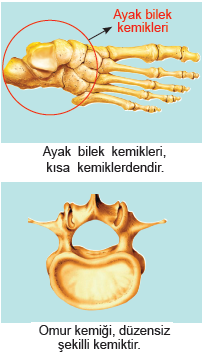 Ayak bilek
kemikleri
Ayak bilek kemikleri,
kısa kemiklerdendir.
Omur kemiği, düzensiz
şekilli kemiktir.